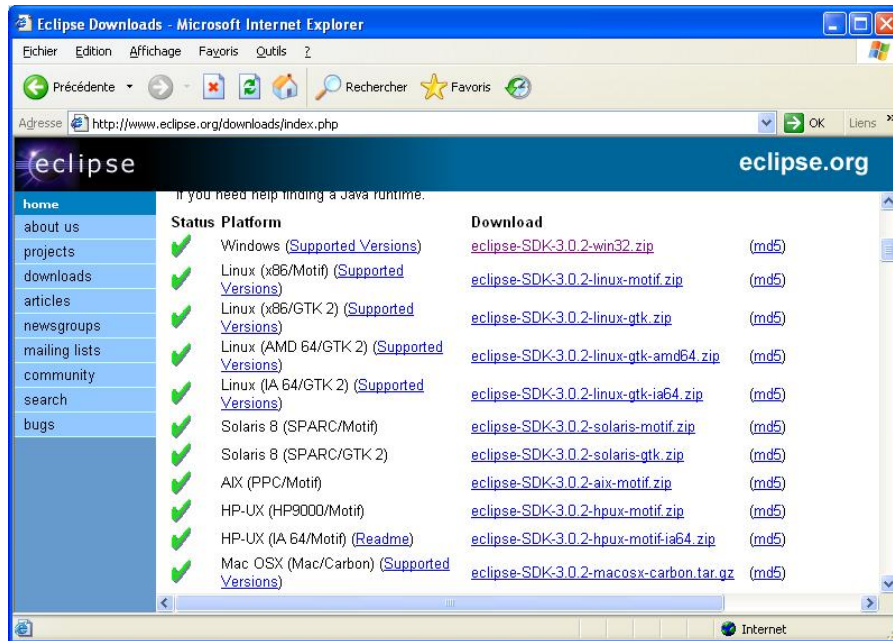 Eclipse Downloads - Microsoft Internet Explorer
Fichier Edition Affichage Favoris Outils ?
Précédente Rechercher Favoris
Adresse http://www.eclipse.org/downloads/index.php OK Liens »
eclipse eclipse.org
home
about us
projects
downloads
articles
newsgroups
mailing lists
community
search
bugs
if you need help finding a Java runtime.
Status Platform Download
Windows (Supported Versions) eclipse-SDK-3.0.2-win32.zip (md5)
Linux (x86/Motif) (Supported
Versions) eclipse-SDK-3.0.2-linux-motif.zip (md5)
Linux (x86/GTK 2) (Supported
Versions) eclipse-SDK-3.0.2-linux-gtk.zip (md5)
Linux (AMD 64/GTK 2) (Supported
Versions) eclipse-SDK-3.0.2-linux-gtk-amd64.zip (md5)
Linux (IA 64/GTK 2) (Supported
Versions) eclipse-SDK-3.0.2-linux-gtk-ia64.zip (md5)
Solaris 8 (SPARC/Motif) eclipse-SDK-3.0.2-solaris-motif.zip (md5)
Solaris 8 (SPARC/GTK 2) eclipse-SDK-3.0.2-solaris-gtk.zip (md5)
AIX (PPC/Motif) eclipse-SDK-3.0.2-aix-motif.zip (md5)
HP-UX (HP9000/Motif) eclipse-SDK-3.0.2-hpux-motif.zip (md5)
HP-UX (IA 64/Motif) (Readme) eclipse-SDK-3.0.2-hpux-motif-ia64.zip (md5)
Mac OSX (Mac/Carbon) (Supported
Versions) eclipse-SDK-3.0.2-macosx-carbon.tar.gz (md5)
Internet